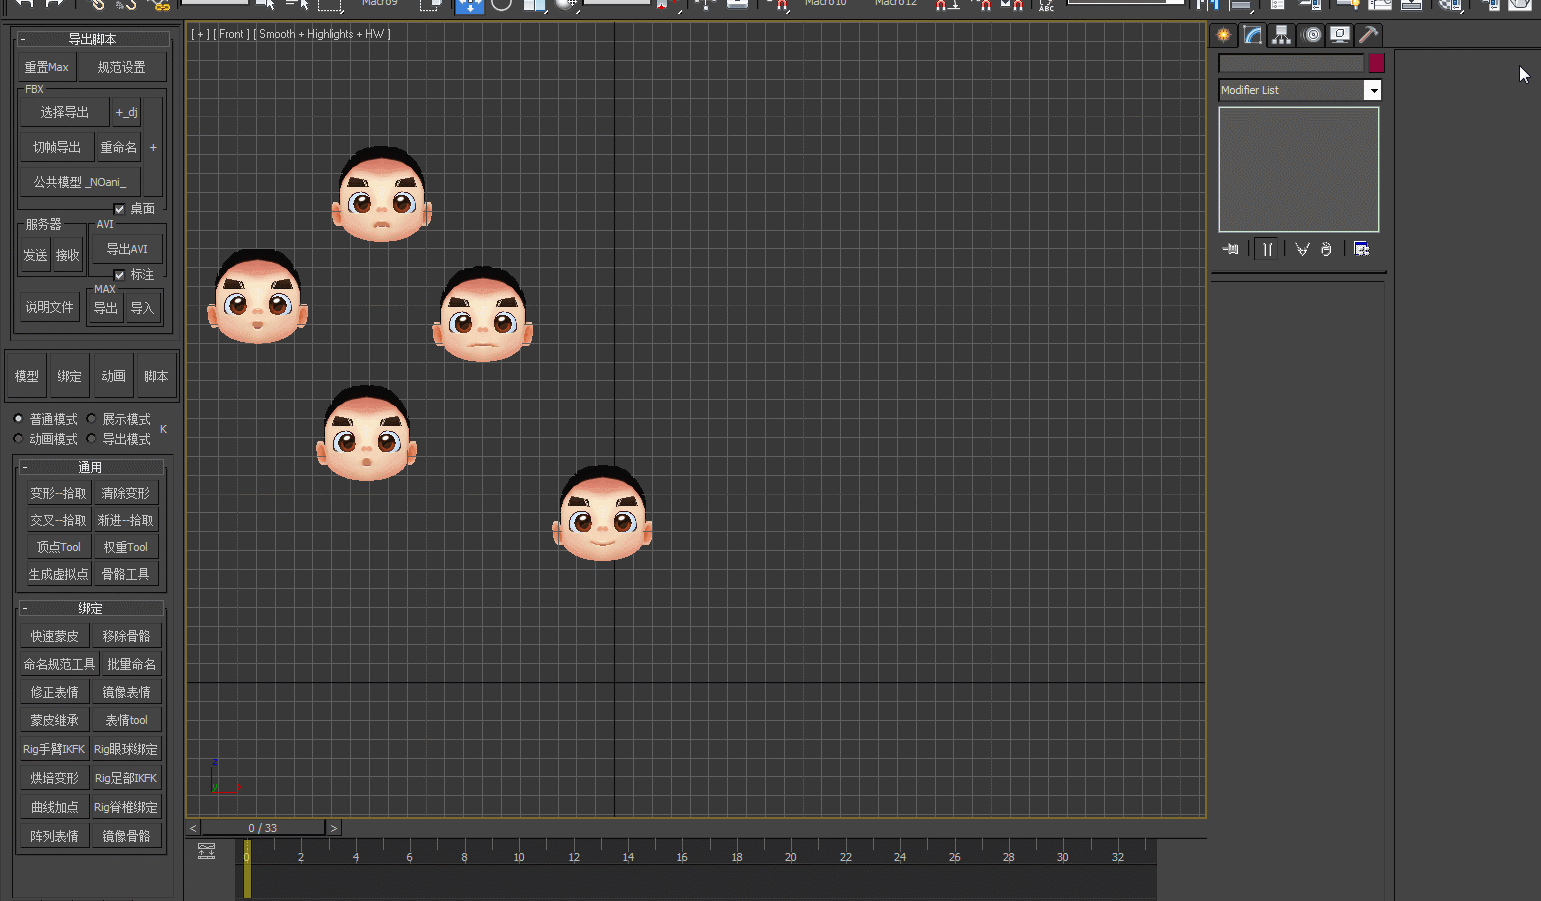 Macro9
Macro10
Macro12
ABC
- 导出脚本
重置Max 规范设置
FBX
选择导出 +_dj
切帧导出 重命名 +
公共模型 _NOani_
桌面
服务器 AVI
发送 接收 导出AVI
标注
MAX
说明文件 导出 导入
模型 绑定 动画 脚本
普通模式 展示模式
动画模式 导出模式 K
- 通用
变形--拾取 清除变形
交叉--拾取 渐进--拾取
顶点Tool 权重Tool
生成虚拟点 骨骼工具
- 绑定
快速蒙皮 移除骨骼
命名规范工具 批量命名
修正表情 镜像表情
蒙皮继承 表情tool
Rig手臂IKFK Rig眼球绑定
烘培变形 Rig足部IKFK
曲线加点 Rig脊椎绑定
阵列表情 镜像骨骼
[ + ] [ Front ] [ Smooth + Highlights + HW ]
z
y
< 0 / 33 >
0 2 4 6 8 10 12 14 16 18 20 22 24 26 28 30 32
Modifier List